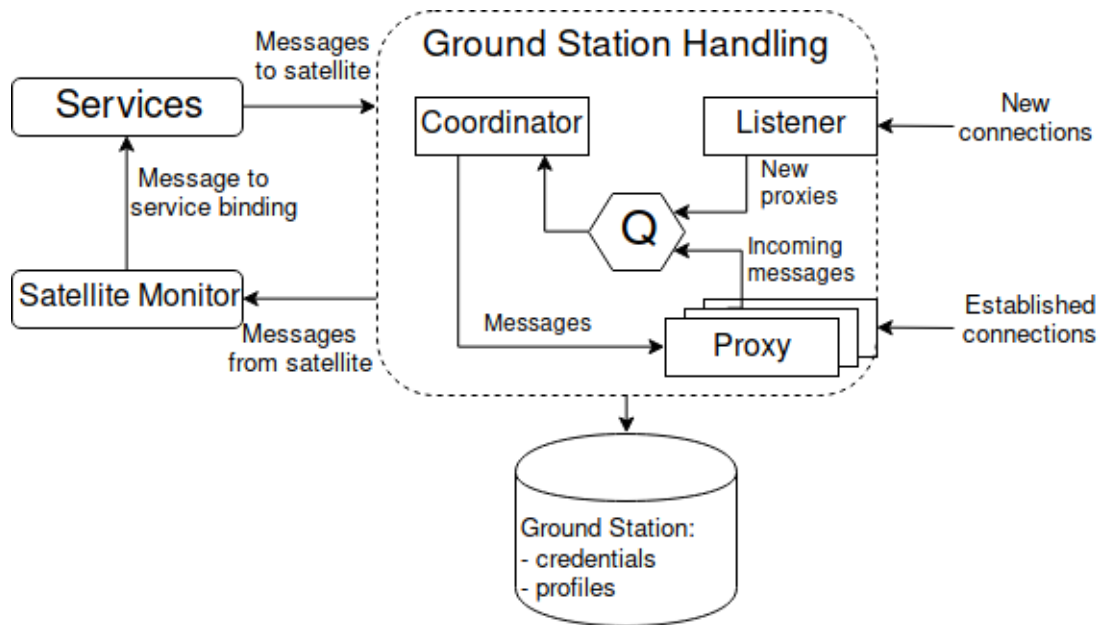 Messages
to satellite
Ground Station Handling
Services
Coordinator
Listener
New
connections
Message to
service binding
New
proxies
Q
Incoming
messages
Satellite Monitor
Messages
from satellite
Messages
Proxy
Established
connections
Ground Station:
- credentials
- profiles